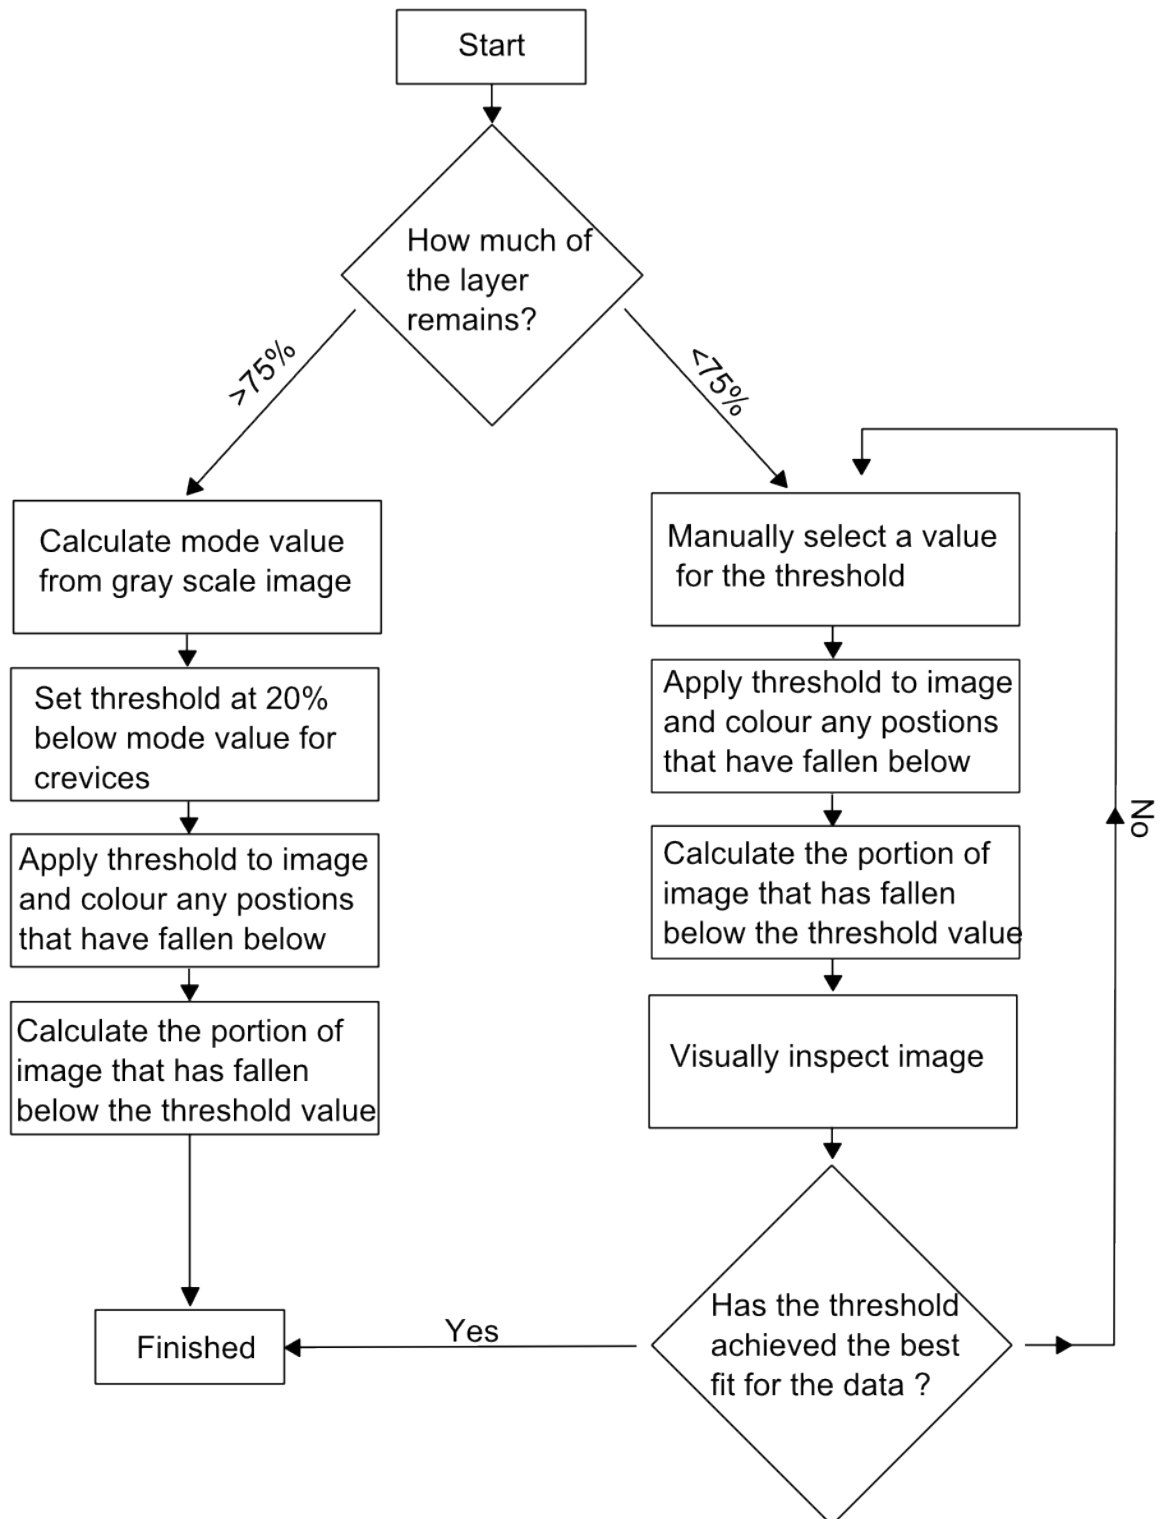 Start
How much of
the layer
remains?
>75%
<75%
Calculate mode value
from gray scale image
Set threshold at 20%
below mode value for
crevices
Apply threshold to image
and colour any postions
that have fallen below
Calculate the portion of
image that has fallen
below the threshold value
Finished
Manually select a value
for the threshold
Apply threshold to image
and colour any postions
that have fallen below
Calculate the portion of
image that has fallen
below the threshold value
Visually inspect image
Has the threshold
achieved the best
fit for the data ?
Yes
No